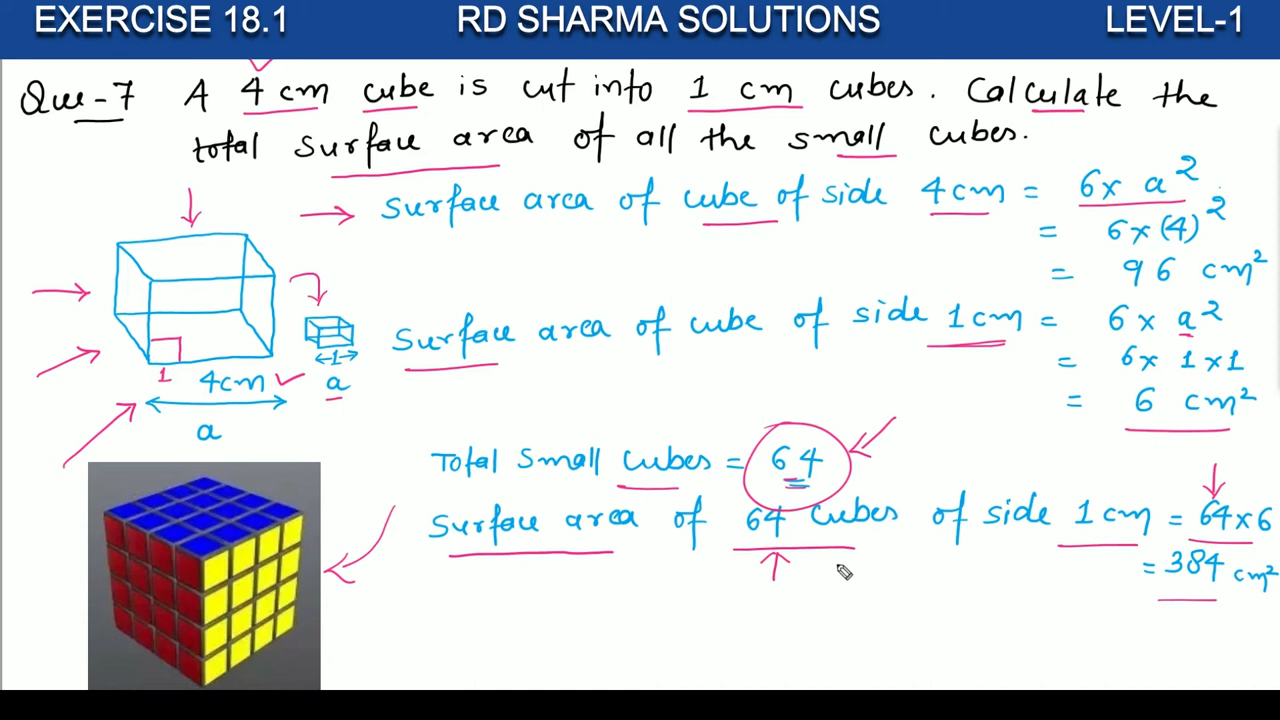 EXERCISE 18.1 RD SHARMA SOLUTIONS LEVEL-1
Que-7 A 4 cm cube is cut into 1 cm cubes. Calculate the
total surface area of all the small cubes.
Surface area of cube of side 4cm = 6x a²
= 6x(4)²
= 96 cm²
Surface area of cube of side 1cm = 6x a²
= 6x 1x1
= 6 cm²
1
a
1 4cm
a
Total Small cubes = 64
Surface area of 64 cubes of side 1cm = 64x6
= 384 cm²